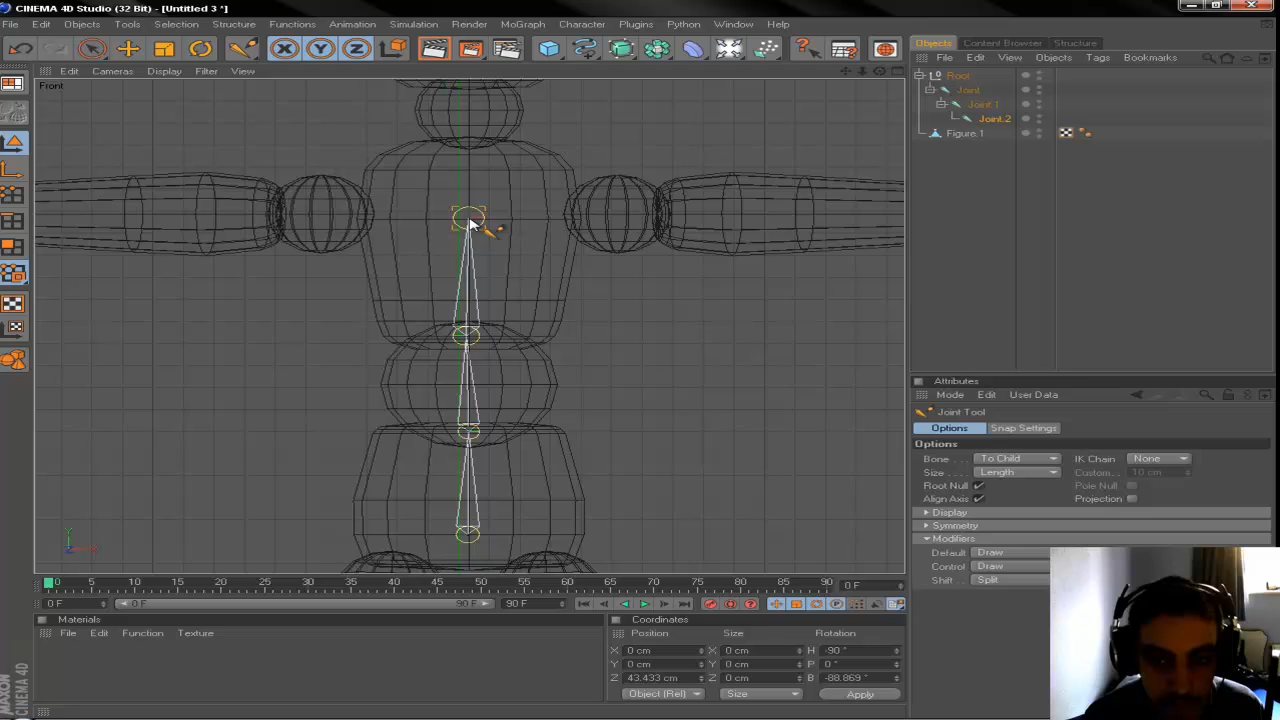 CINEMA 4D Studio (32 Bit) - [Untitled 3 *]
File Edit Objects Tools Selection Structure Functions Animation Simulation Render MoGraph Character Plugins Python Window Help
Edit Cameras Display Filter View
Front
Objects Content Browser Structure
File Edit View Objects Tags Bookmarks
Root
Joint
Joint.1
Joint.2
Figure.1
Attributes
Mode Edit User Data
Joint Tool
Options Snap Settings
Options
Bone To Child IK Chain None
Size Length Custom 10 cm
Root Null Pole Null
Align Axis Projection
Display
Symmetry
Modifiers
Default Draw
Control Draw
Shift Split
0 5 10 15 20 25 30 35 40 45 50 55 60 65 70 75 80 85 90 0 F
0 F 0 F 90 F 90 F
Materials
File Edit Function Texture
Coordinates
Position Size Rotation
X 0 cm X 0 cm H -90 °
Y 0 cm Y 0 cm P 0 °
Z 43.433 cm Z 0 cm B -88.869 °
Object (Rel) Size Apply
MAXON CINEMA 4D